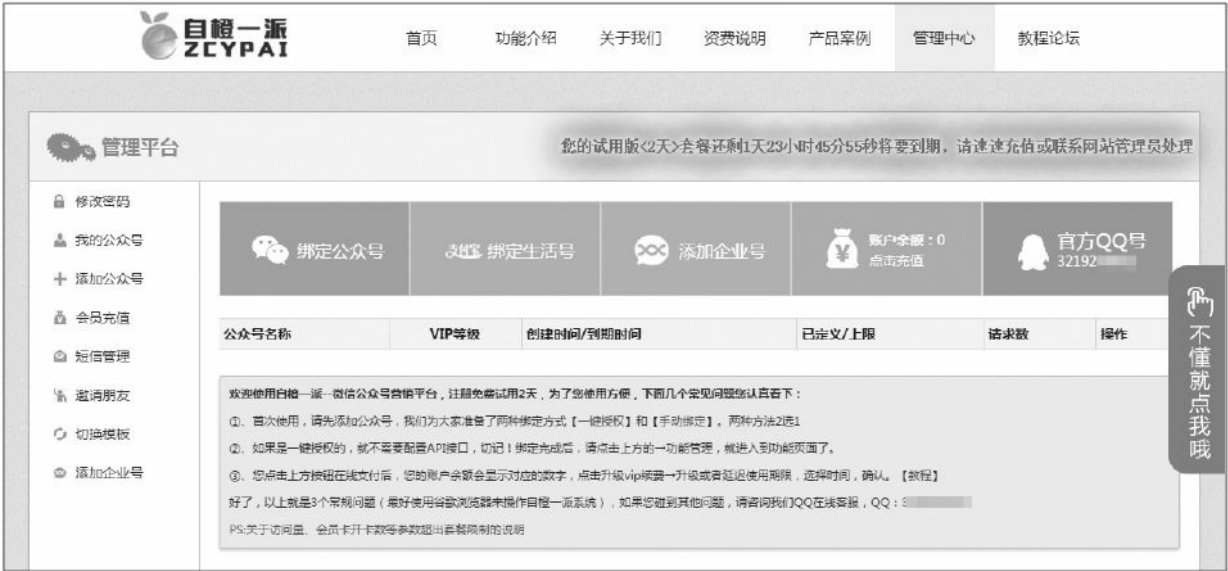 自橙一派
ZCYPAI
首页 功能介绍 关于我们 资费说明 产品案例 管理中心 教程论坛
管理平台
您的试用版<2天>套餐还剩1天23小时45分55秒将要到期，请速速充值或联系网站管理员处理
修改密码
我的公众号
添加公众号
会员充值
短信管理
邀请朋友
切换模板
添加企业号
绑定公众号
支付宝 绑定生活号
添加企业号
账户余额：0
点击充值
官方QQ号
32192
公众号名称 VIP等级 创建时间/到期时间 已定义/上限 请求数 操作
欢迎使用自橙一派--微信公众号营销平台，注册免费试用2天，为了您使用方便，下面几个常见问题您认真看下：
①、首次使用，请先添加公众号，我们为大家准备了两种绑定方式【一键授权】和【手动绑定】。两种方法2选1
②、如果是一键授权的，就不需要配置API接口，切记！绑定完成后，请点击上方的→功能管理，就进入到功能页面了。
③、您点击上方按钮在线支付后，您的账户余额会显示对应的数字，点击升级vip续费→升级或者延迟使用期限，选择时间，确认。【教程】
好了，以上就是3个常规问题（最好使用谷歌浏览器来操作自橙一派系统），如果您碰到其他问题，请咨询我们QQ在线客服，QQ：3
PS:关于访问量、会员卡开卡数等参数超出套餐限制的说明
不懂就点我哦